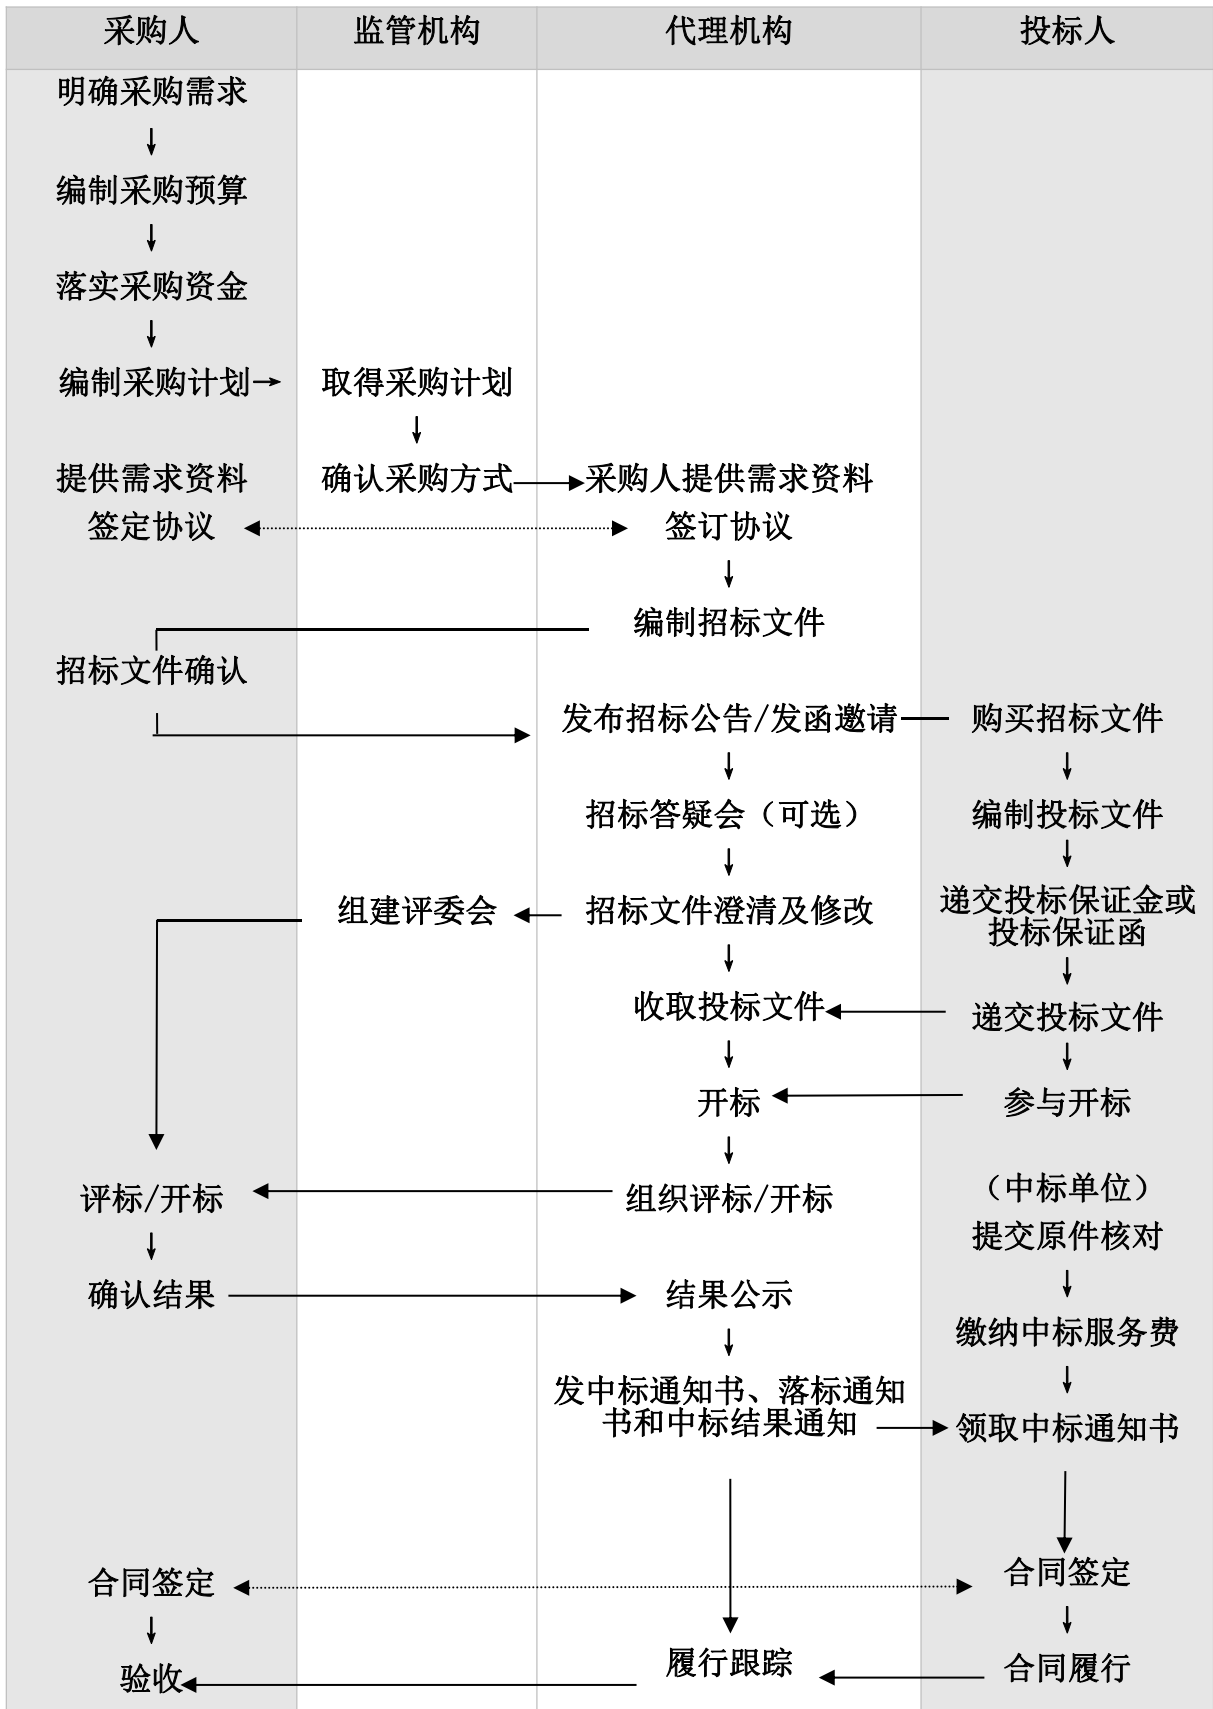 采购人
监管机构
代理机构
投标人
明确采购需求
编制采购预算
落实采购资金
编制采购计划
取得采购计划
提供需求资料
确认采购方式
采购人提供需求资料
签定协议
签订协议
编制招标文件
招标文件确认
发布招标公告/发函邀请
购买招标文件
招标答疑会（可选）
编制投标文件
组建评委会
招标文件澄清及修改
递交投标保证金或
投标保证函
收取投标文件
递交投标文件
开标
参与开标
评标/开标
组织评标/开标
（中标单位）
提交原件核对
确认结果
结果公示
缴纳中标服务费
发中标通知书、落标通知
书和中标结果通知
领取中标通知书
合同签定
合同签定
验收
履行跟踪
合同履行